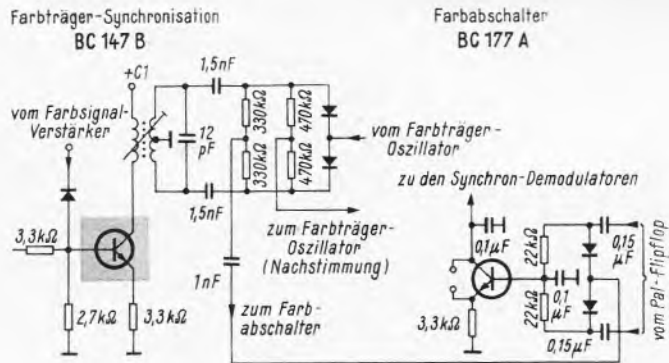 Farbträger-Synchronisation
BC 147 B
Farbabschalter
BC 177 A
+C1
1,5nF
vom Farbsignal-
Verstärker
12
pF
330kΩ
470kΩ
330kΩ
470kΩ
vom Farbträger-
Oszillator
1,5nF
zum Farbträger-
Oszillator
(Nachstimmung)
3,3kΩ
2,7kΩ
3,3kΩ
1nF
zum Farb-
abschalter
zu den Synchron-Demodulatoren
0,1µF
22kΩ
0,15
µF
0,1
µF
22kΩ
3,3kΩ
0,15µF
vom Pal-Flipflop